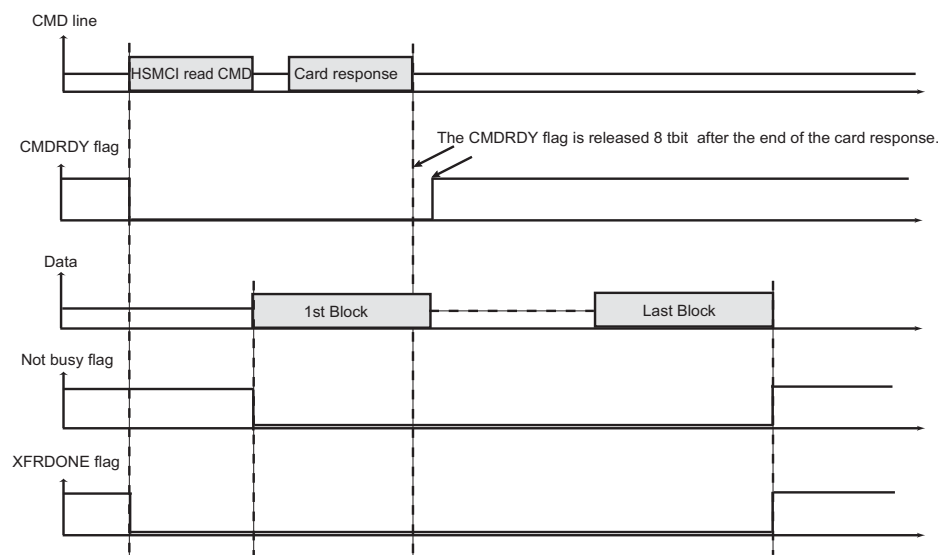 CMD line
HSMCI read CMD
Card response
CMDRDY flag
The CMDRDY flag is released 8 tbit after the end of the card response.
Data
1st Block
Last Block
Not busy flag
XFRDONE flag